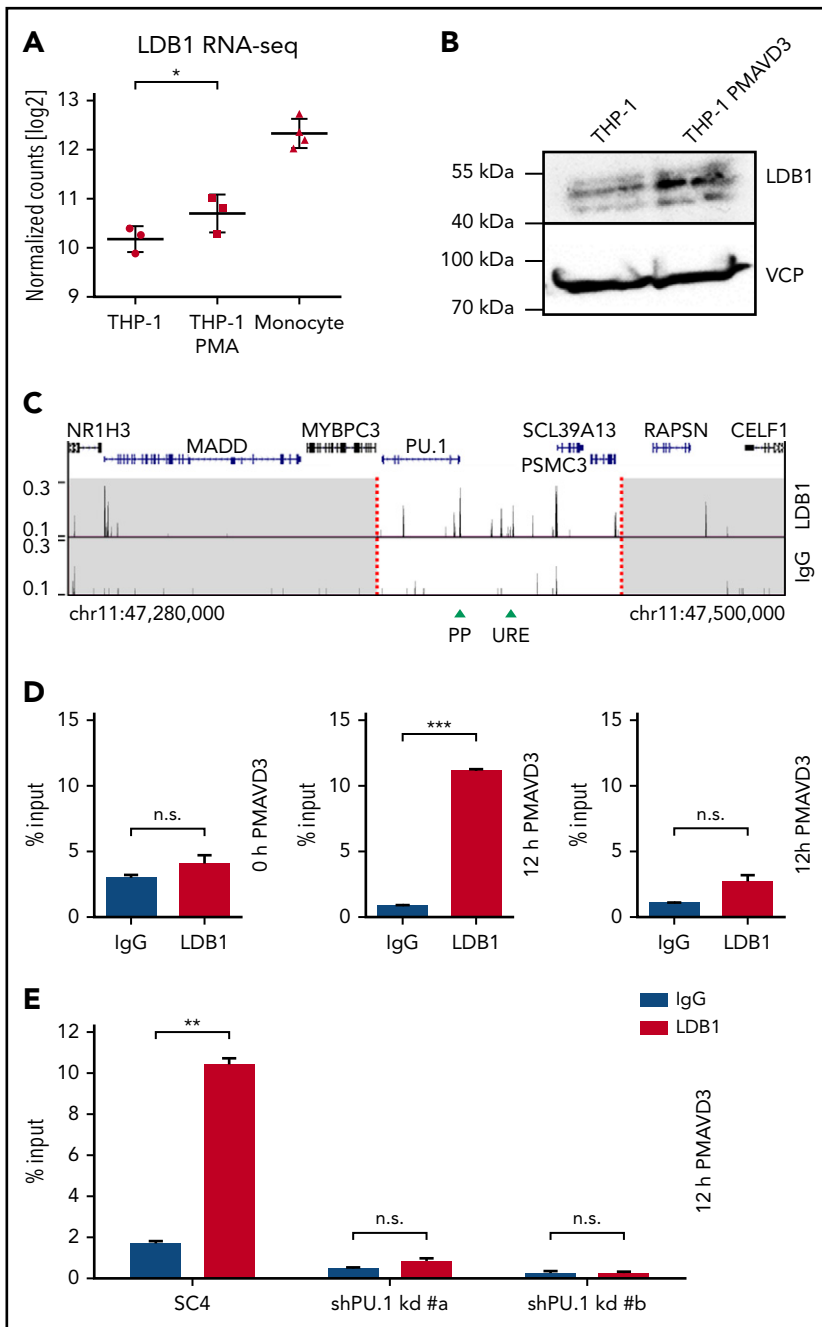 A
LDB1 RNA-seq
*
Normalized counts [log2]
13
12
11
10
9
THP-1
THP-1 PMA
Monocyte
B
THP-1
THP-1 PMAVD3
55 kDa
40 kDa
100 kDa
70 kDa
LDB1
VCP
C
NR1H3
MADD
MYBPC3
PU.1
SCL39A13
PSMC3
RAPSN
CELF1
0.3
0.1
LDB1
0.3
0.1
IgG
chr11:47,280,000
chr11:47,500,000
PP
URE
D
% input
15
10
5
0
n.s.
IgG
LDB1
0 h PMAVD3
% input
15
10
5
0
***
IgG
LDB1
12 h PMAVD3
% input
15
10
5
0
n.s.
IgG
LDB1
12h PMAVD3
E
IgG
LDB1
% input
12
10
8
6
4
2
0
**
n.s.
n.s.
SC4
shPU.1 kd #a
shPU.1 kd #b
12 h PMAVD3